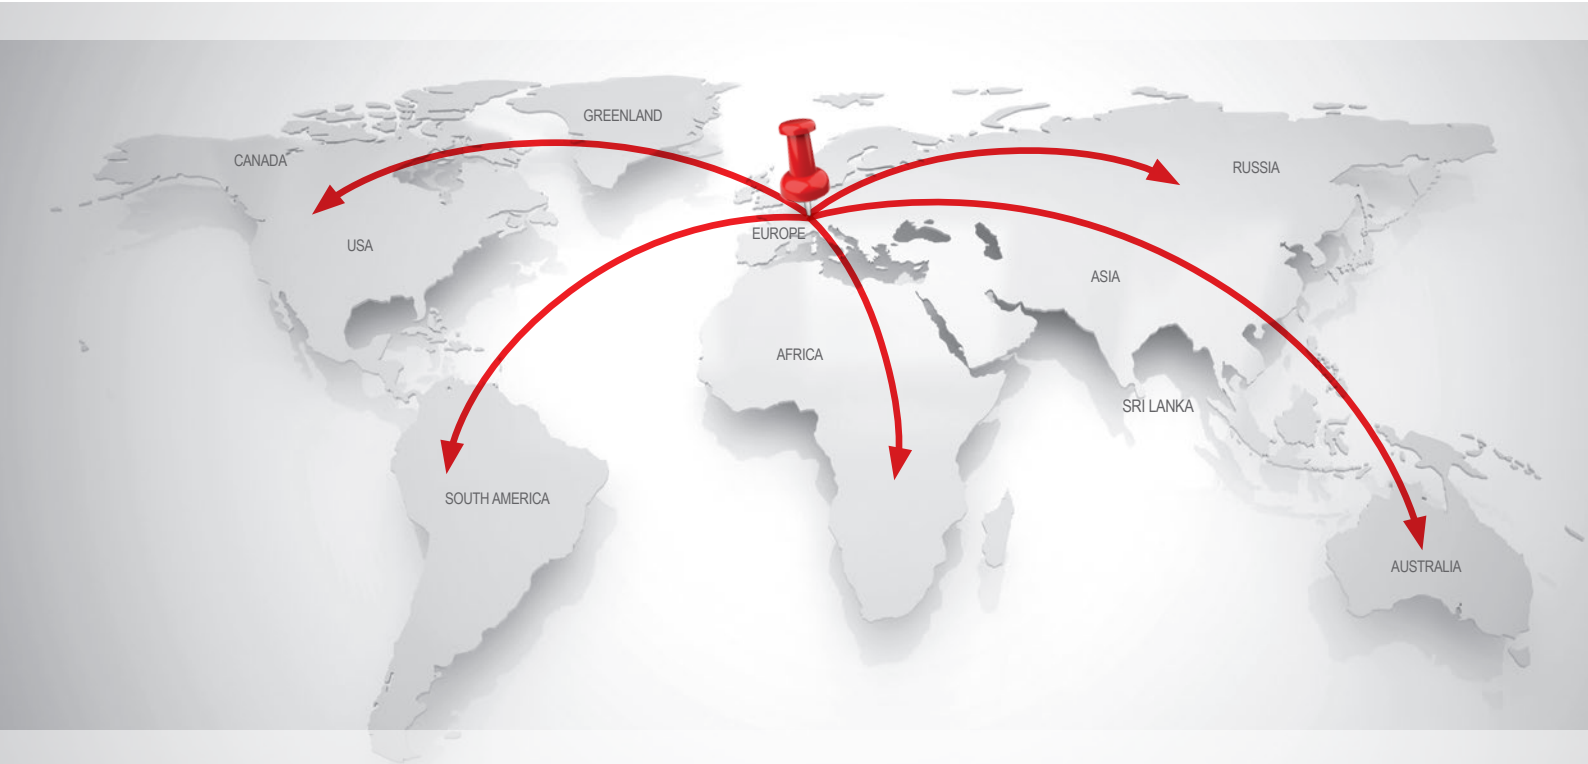 GREENLAND
CANADA
RUSSIA
EUROPE
USA
ASIA
AFRICA
SRI LANKA
SOUTH AMERICA
AUSTRALIA